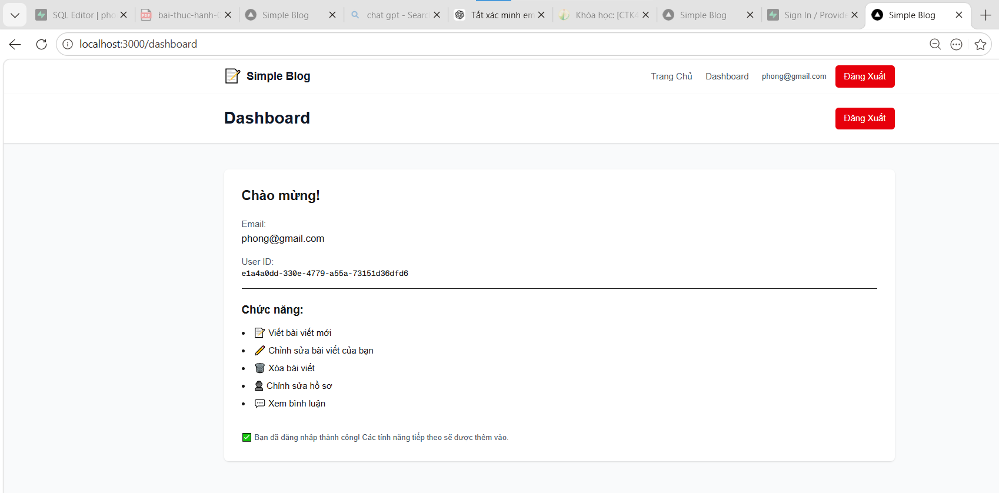 SQL Editor | pho
bai-thuc-hanh-0
Simple Blog
chat gpt - Searc
Tắt xác minh em
Khóa học: [CTK4
Simple Blog
Sign In / Provide
Simple Blog
localhost:3000/dashboard
📝 Simple Blog
Trang Chủ
Dashboard
phong@gmail.com
Đăng Xuất
Dashboard
Đăng Xuất
Chào mừng!
Email:
phong@gmail.com
User ID:
e1a4a0dd-330e-4779-a55a-73151d36dfd6
Chức năng:
• 📝 Viết bài viết mới
• ✏️ Chỉnh sửa bài viết của bạn
• 🗑️ Xóa bài viết
• 👤 Chỉnh sửa hồ sơ
• 💬 Xem bình luận
✅ Bạn đã đăng nhập thành công! Các tính năng tiếp theo sẽ được thêm vào.